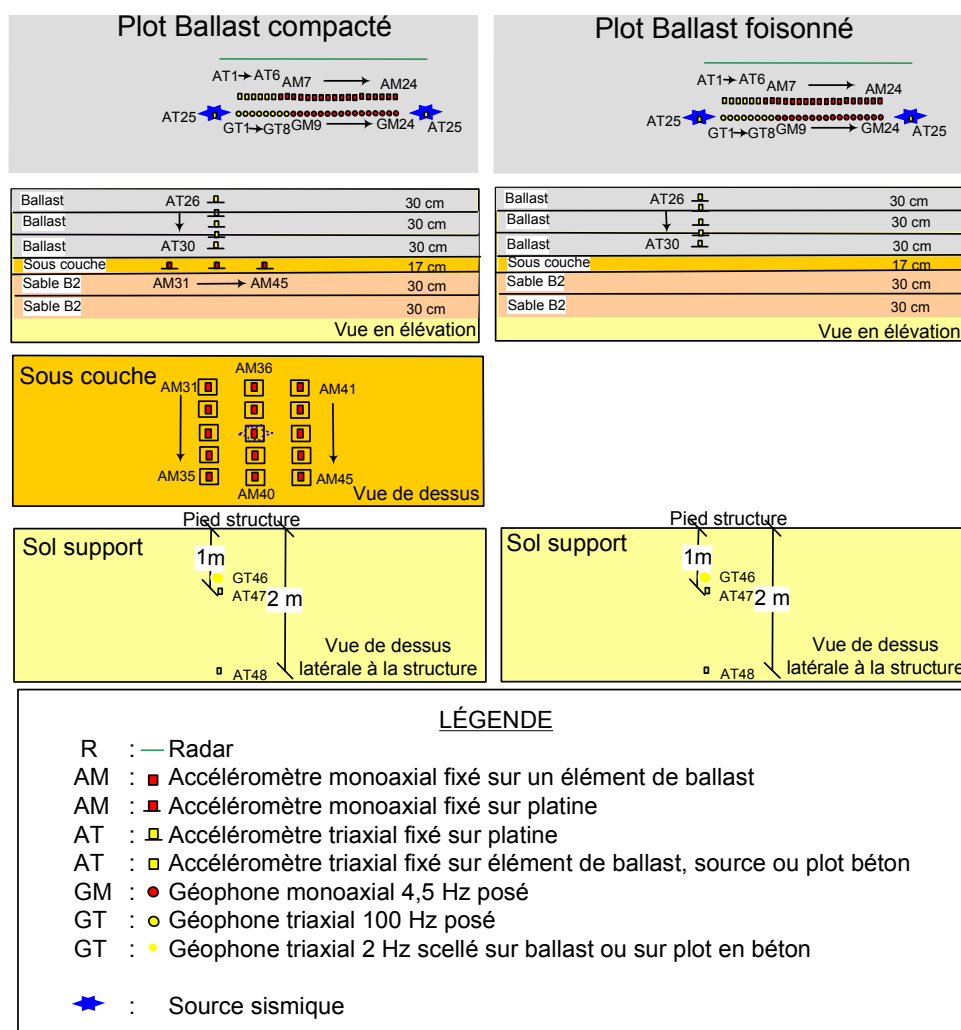 Plot Ballast compacté
AT1 AT6 AM7 AM24
AT25 AT25
GT1 GT8 GM9 GM24
Plot Ballast foisonné
AT1 AT6 AM7 AM24
AT25 AT25
GT1 GT8 GM9 GM24
Ballast AT26 30 cm
Ballast 30 cm
Ballast AT30 30 cm
Sous couche 17 cm
Sable B2 AM31 AM45 30 cm
Sable B2 30 cm
Vue en élévation
Ballast AT26 30 cm
Ballast 30 cm
Ballast AT30 30 cm
Sous couche 17 cm
Sable B2 30 cm
Sable B2 30 cm
Vue en élévation
Sous couche
AM36
AM31 AM41
AM35 AM45
AM40
Vue de dessus
Pied structure
Sol support
1m
GT46
AT47
2 m
Vue de dessus
latérale à la structure
AT48
Pied structure
Sol support
1m
GT46
AT47
2 m
Vue de dessus
latérale à la structure
AT48
LÉGENDE
R : Radar
AM : Accéléromètre monoaxial fixé sur un élément de ballast
AM : Accéléromètre monoaxial fixé sur platine
AT : Accéléromètre triaxial fixé sur platine
AT : Accéléromètre triaxial fixé sur élément de ballast, source ou plot béton
GM : Géophone monoaxial 4,5 Hz posé
GT : Géophone triaxial 100 Hz posé
GT : Géophone triaxial 2 Hz scellé sur ballast ou sur plot en béton
: Source sismique